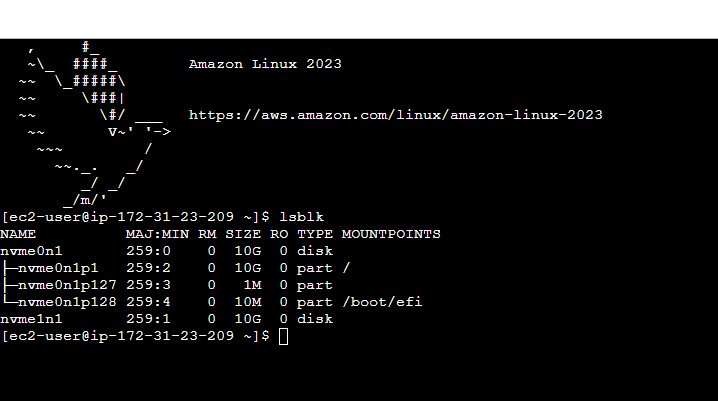 ,     #_
   ~\_  ####_        Amazon Linux 2023
  ~~  \_#####\
  ~~     \###|
  ~~       \#/ ___   https://aws.amazon.com/linux/amazon-linux-2023
   ~~       V~' '->
    ~~~         /
      ~~._.   _/
         _/ _/
       _/m/'
[ec2-user@ip-172-31-23-209 ~]$ lsblk
NAME          MAJ:MIN RM SIZE RO TYPE MOUNTPOINTS
nvme0n1       259:0    0  10G  0 disk
├─nvme0n1p1   259:2    0  10G  0 part /
├─nvme0n1p127 259:3    0   1M  0 part
└─nvme0n1p128 259:4    0  10M  0 part /boot/efi
nvme1n1       259:1    0  10G  0 disk
[ec2-user@ip-172-31-23-209 ~]$